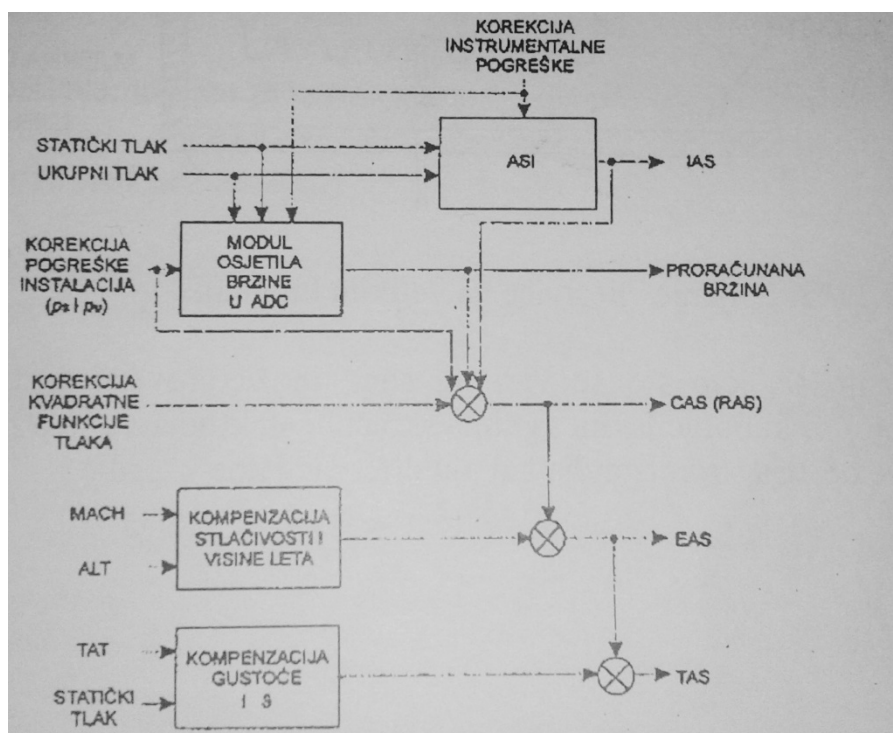 KOREKCIJA
INSTRUMENTALNE
POGREŠKE
STATIČKI TLAK
UKUPNI TLAK
ASI
IAS
KOREKCIJA
POGREŠKE
INSTALACIJA
(ps i pu)
MODUL
OSJETILA
BRZINE
U ADC
PRORAČUNANA
BRZINA
KOREKCIJA
KVADRATNE
FUNKCIJE
TLAKA
CAS (RAS)
MACH
ALT
KOMPENZACIJA
STLAČIVOSTI I
VISINE LETA
EAS
TAT
STATIČKI
TLAK
KOMPENZACIJA
GUSTOĆE
I
TAS